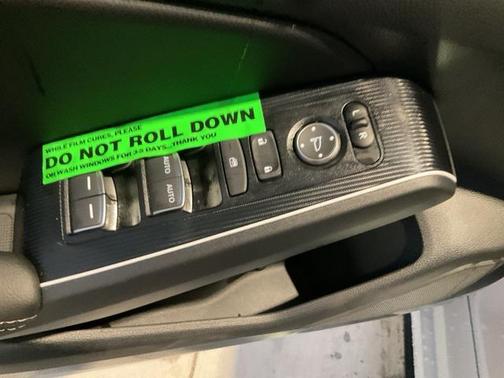 WHILE FILM CURES, PLEASE
DO NOT ROLL DOWN
OR WASH WINDOWS FOR 3-5 DAYS...THANK YOU
AUTO
AUTO
L
R